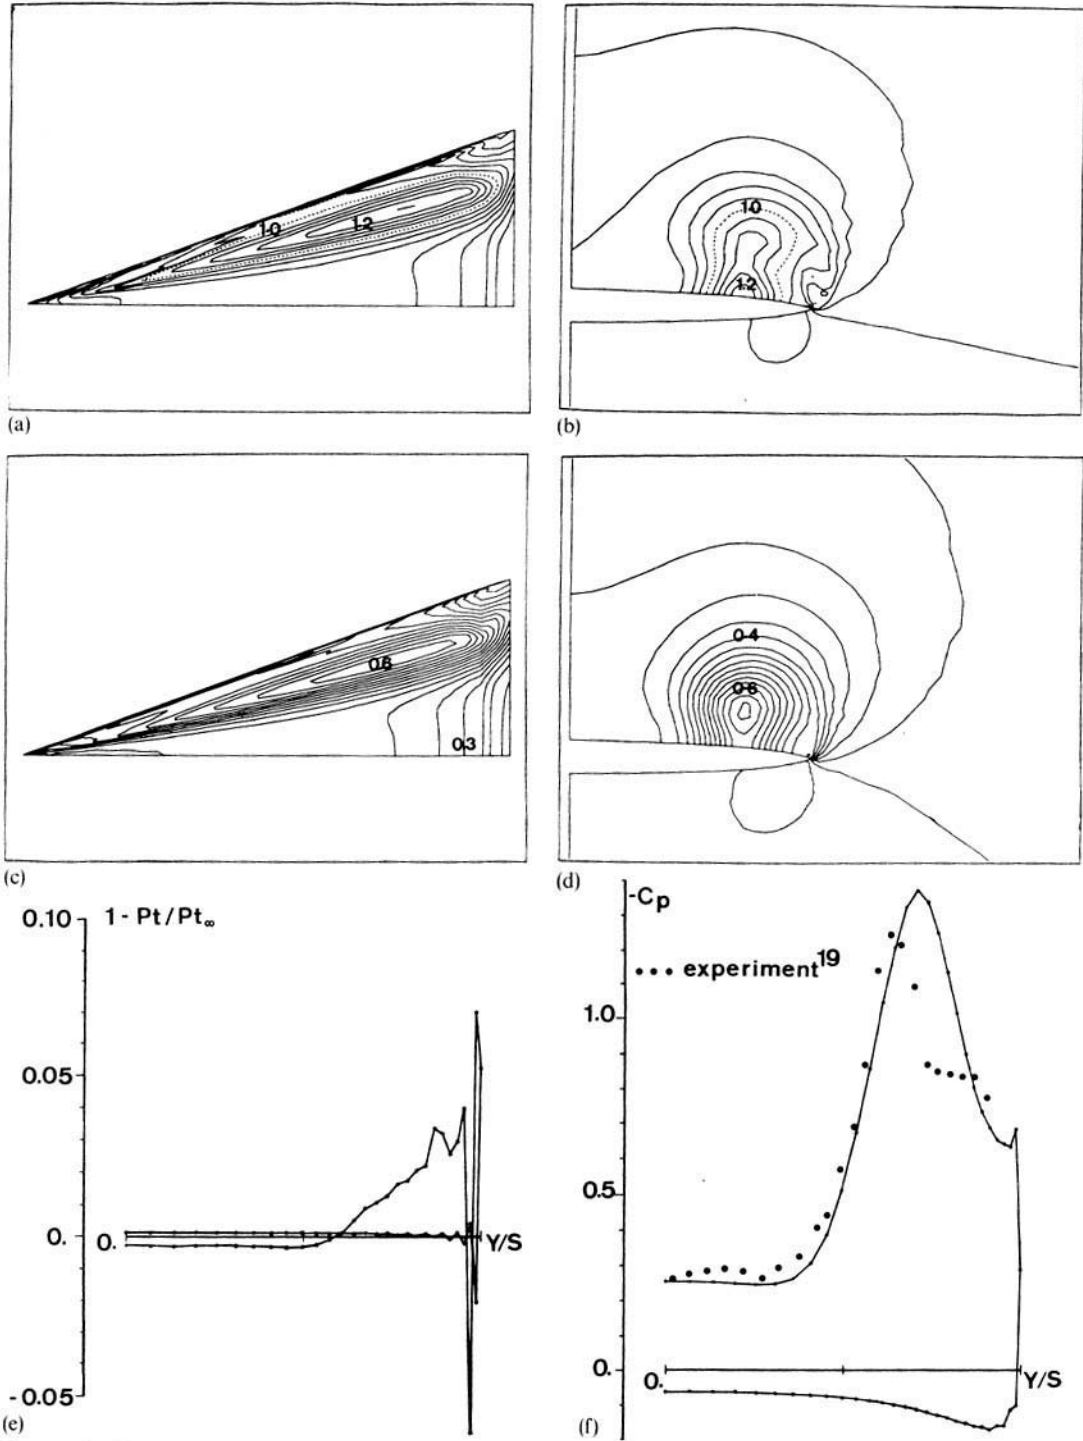 1·0
1·2
(a)
1·0
1·2
(b)
0·6
0·3
(c)
0·4
0·6
(d)
0.10
1 - Pt/Pt∞
0.05
0.
0.
Y/S
-0.05
(e)
-Cp
••• experiment19
1.0
0.5
0.
0.
Y/S
(f)